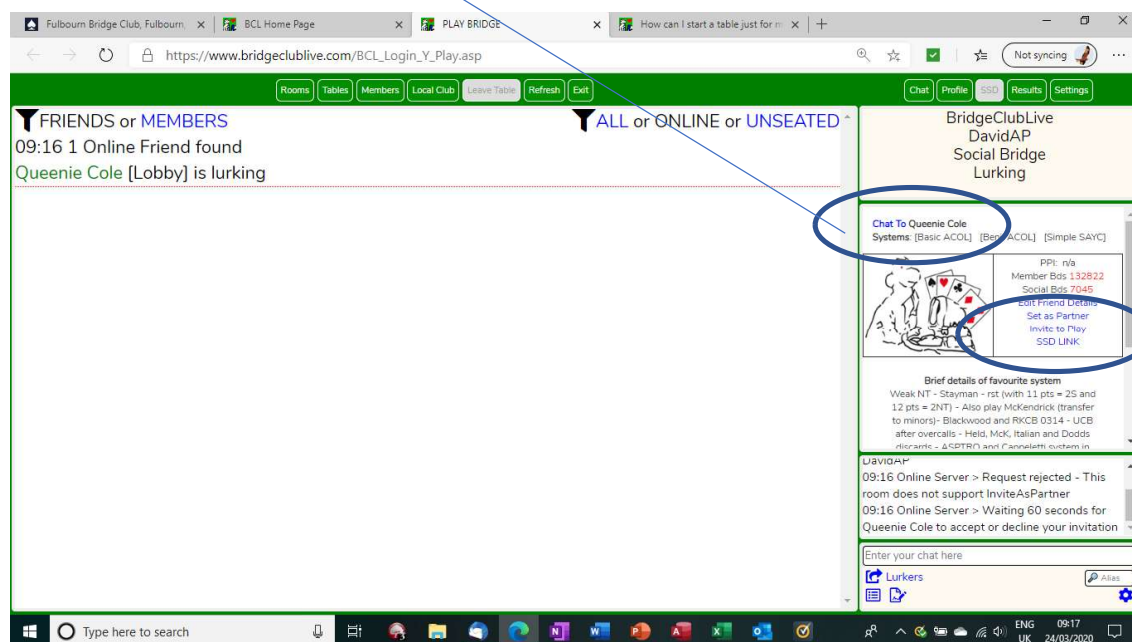 Fulbourn Bridge Club, Fulbourn,
BCL Home Page
PLAY BRIDGE
How can I start a table just for m
https://www.bridgeclublive.com/BCL_Login_Y_Play.asp
Not syncing
Rooms Tables Members Local Club Leave Table Refresh Exit
Chat Profile SSD Results Settings
FRIENDS or MEMBERS
ALL or ONLINE or UNSEATED
09:16 1 Online Friend found
Queenie Cole [Lobby] is lurking
BridgeClubLive
DavidAP
Social Bridge
Lurking
Chat To Queenie Cole
Systems: [Basic ACOL] [Benj ACOL] [Simple SAYC]
PPI: n/a
Member Bds 132822
Social Bds 7045
Edit Friend Details
Set as Partner
Invite to Play
SSD LINK
Brief details of favourite system
Weak NT - Stayman - rst (with 11 pts = 2S and
12 pts = 2NT) - Also play McKendrick (transfer
to minors)- Blackwood and RKCB 0314 - UCB
after overcalls - Held, McK, Italian and Dodds
discards - ASPTRO and Cappeletti system in
DavidAP
09:16 Online Server > Request rejected - This
room does not support InviteAsPartner
09:16 Online Server > Waiting 60 seconds for
Queenie Cole to accept or decline your invitation
Enter your chat here
Lurkers
Alias
Type here to search
ENG
UK
09:17
24/03/2020